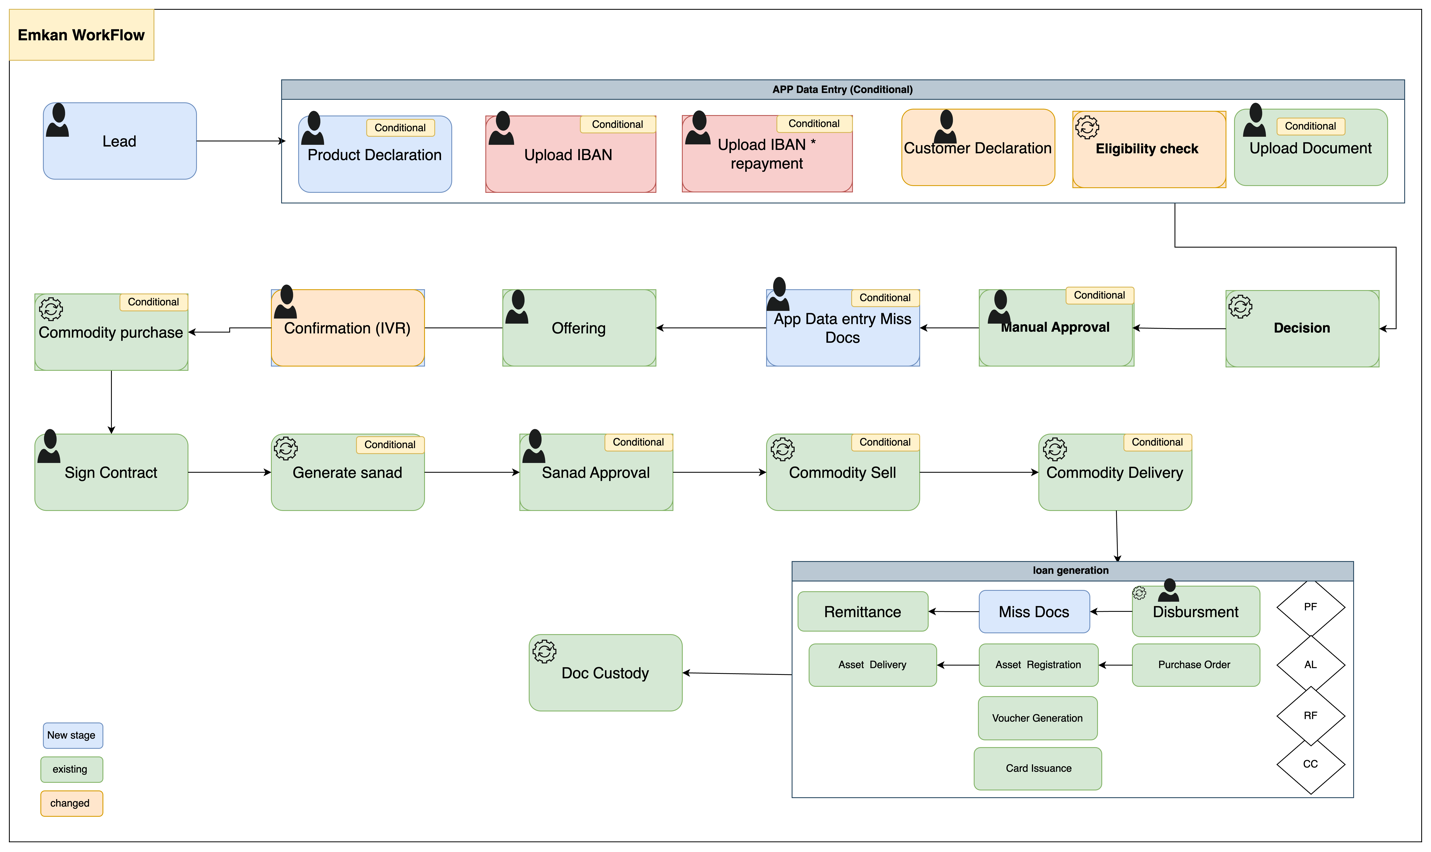 Emkan WorkFlow
APP Data Entry (Conditional)
Lead
Conditional
Product Declaration
Conditional
Upload IBAN
Conditional
Upload IBAN *
repayment
Customer Declaration
Eligibility check
Conditional
Upload Document
Conditional
Commodity purchase
Confirmation (IVR)
Offering
Conditional
App Data entry Miss
Docs
Conditional
Manual Approval
Decision
Sign Contract
Conditional
Generate sanad
Conditional
Sanad Approval
Conditional
Commodity Sell
Conditional
Commodity Delivery
loan generation
Remittance
Miss Docs
Disbursment
PF
Asset Delivery
Asset Registration
Purchase Order
AL
Doc Custody
Voucher Generation
RF
Card Issuance
CC
New stage
existing
changed